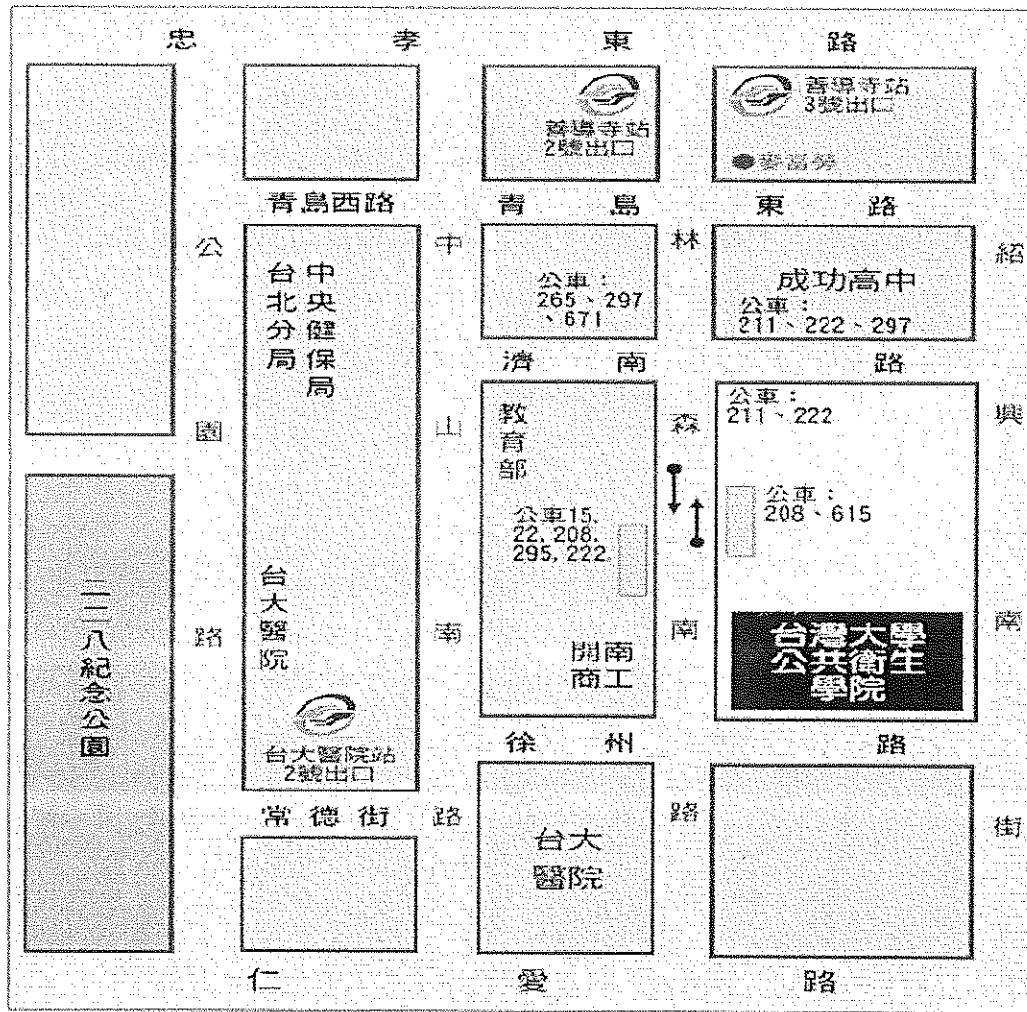 忠孝東路
善導寺站
2號出口
善導寺站
3號出口
麥當勞
青島西路
青島東路
公園路
中山南路
林森南路
紹興南街
中央健保局
台北分局
公車：
265、297
、671
成功高中
公車：
211、222、297
濟南路
教育部
公車15,
22,208,
295,222
開南
商工
公車：
211、222
公車：
208、615
台灣大學
公共衛生
學院
二二八紀念公園
台大醫院
台大醫院站
2號出口
徐州路
常德街
台大
醫院
仁愛路